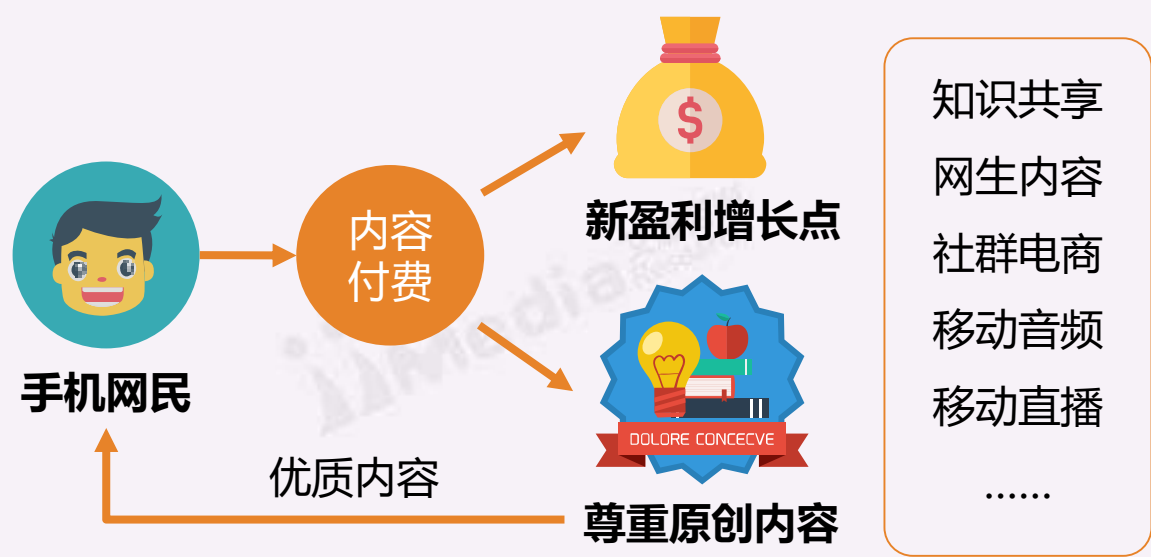 手机网民
内容
付费
$
新盈利增长点
DOLORE CONCECVE
尊重原创内容
优质内容
知识共享
网生内容
社群电商
移动音频
移动直播
······